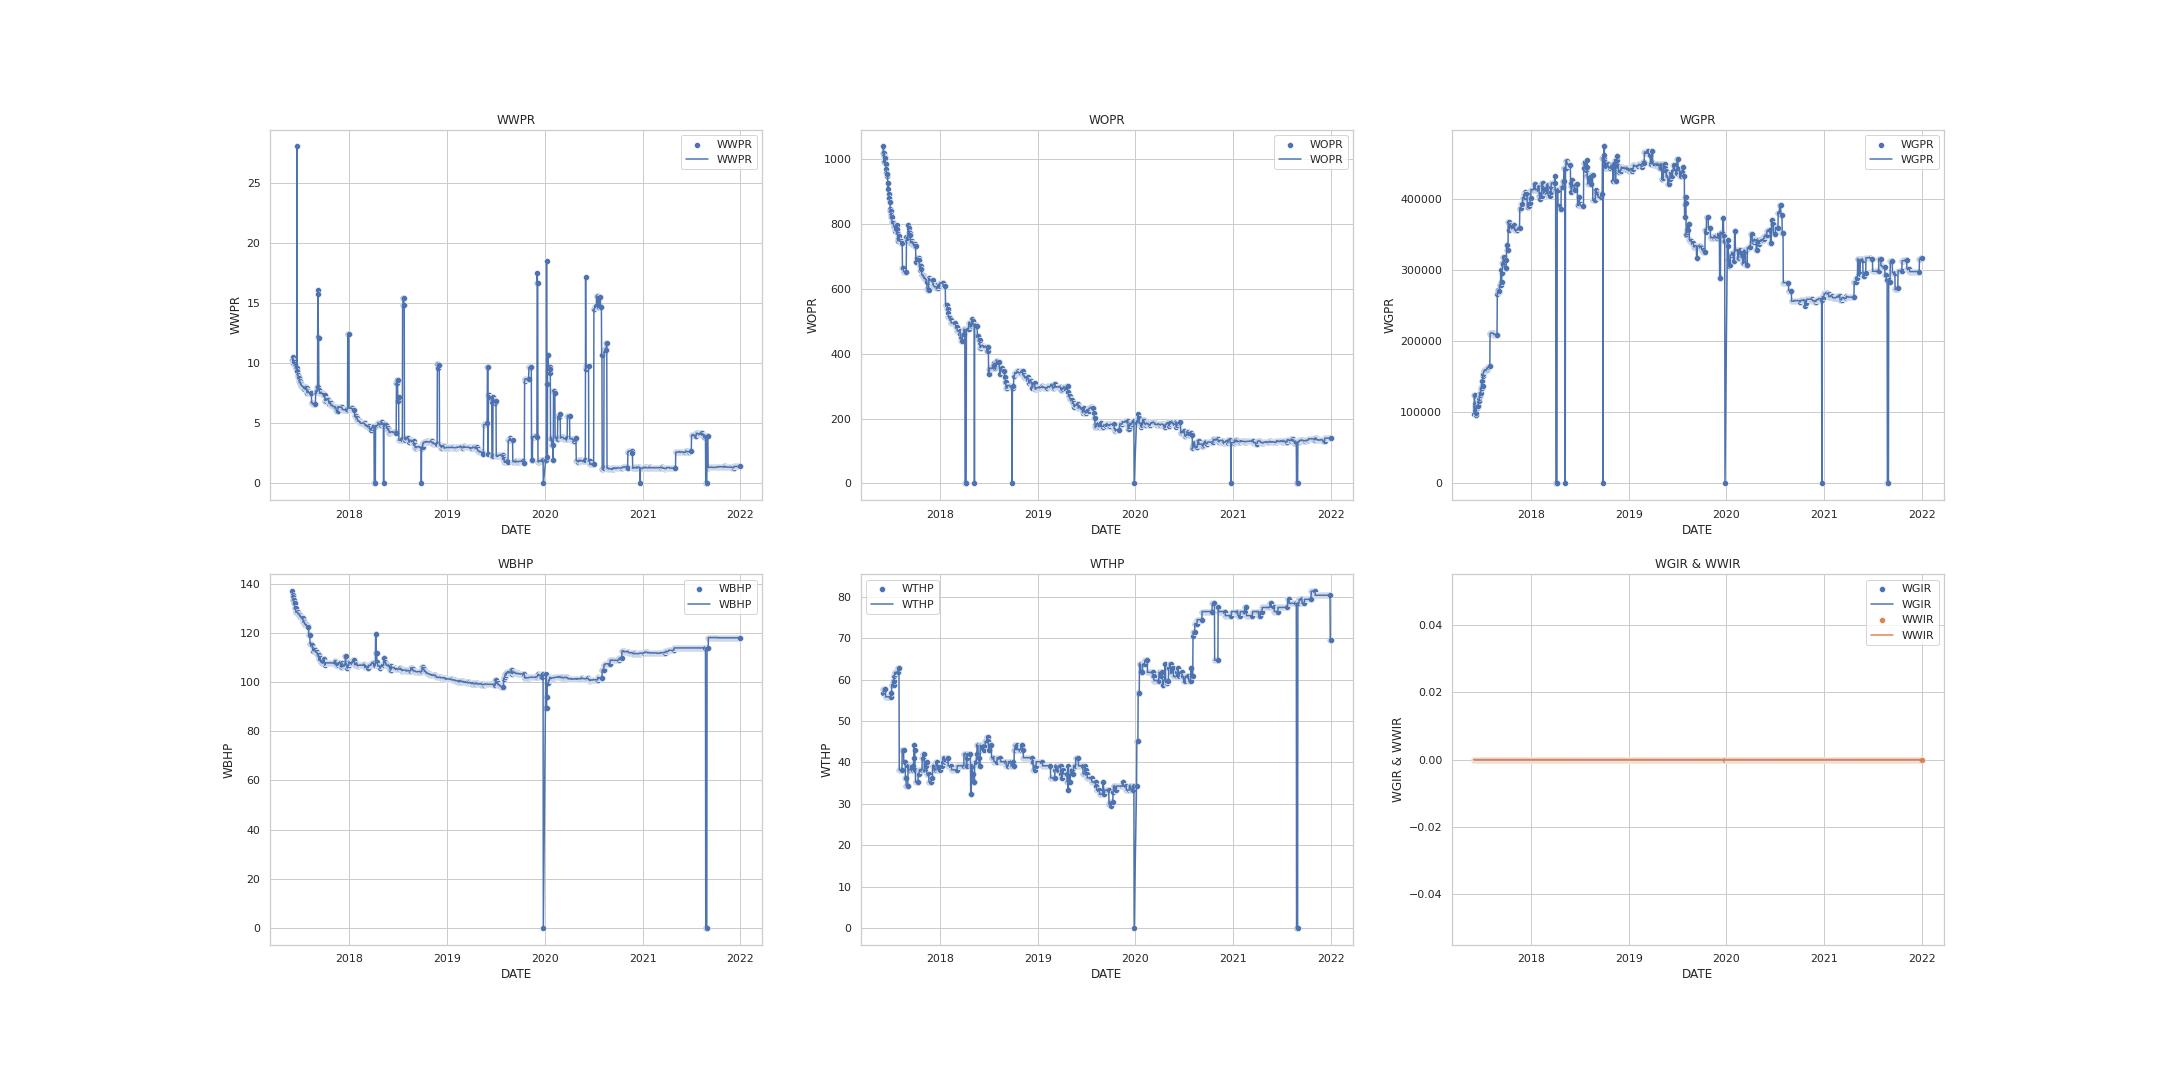 WWPR
WWPR
WWPR
25
20
15
10
5
0
WWPR
2018 2019 2020 2021 2022
DATE
WOPR
WOPR
WOPR
1000
800
600
400
200
0
WOPR
2018 2019 2020 2021 2022
DATE
WGPR
WGPR
WGPR
400000
300000
200000
100000
0
WGPR
2018 2019 2020 2021 2022
DATE
WBHP
WBHP
WBHP
140
120
100
80
60
40
20
0
WBHP
2018 2019 2020 2021 2022
DATE
WTHP
WTHP
WTHP
80
70
60
50
40
30
20
10
0
WTHP
2018 2019 2020 2021 2022
DATE
WGIR & WWIR
WGIR
WGIR
WWIR
WWIR
0.04
0.02
0.00
−0.02
−0.04
WGIR & WWIR
2018 2019 2020 2021 2022
DATE